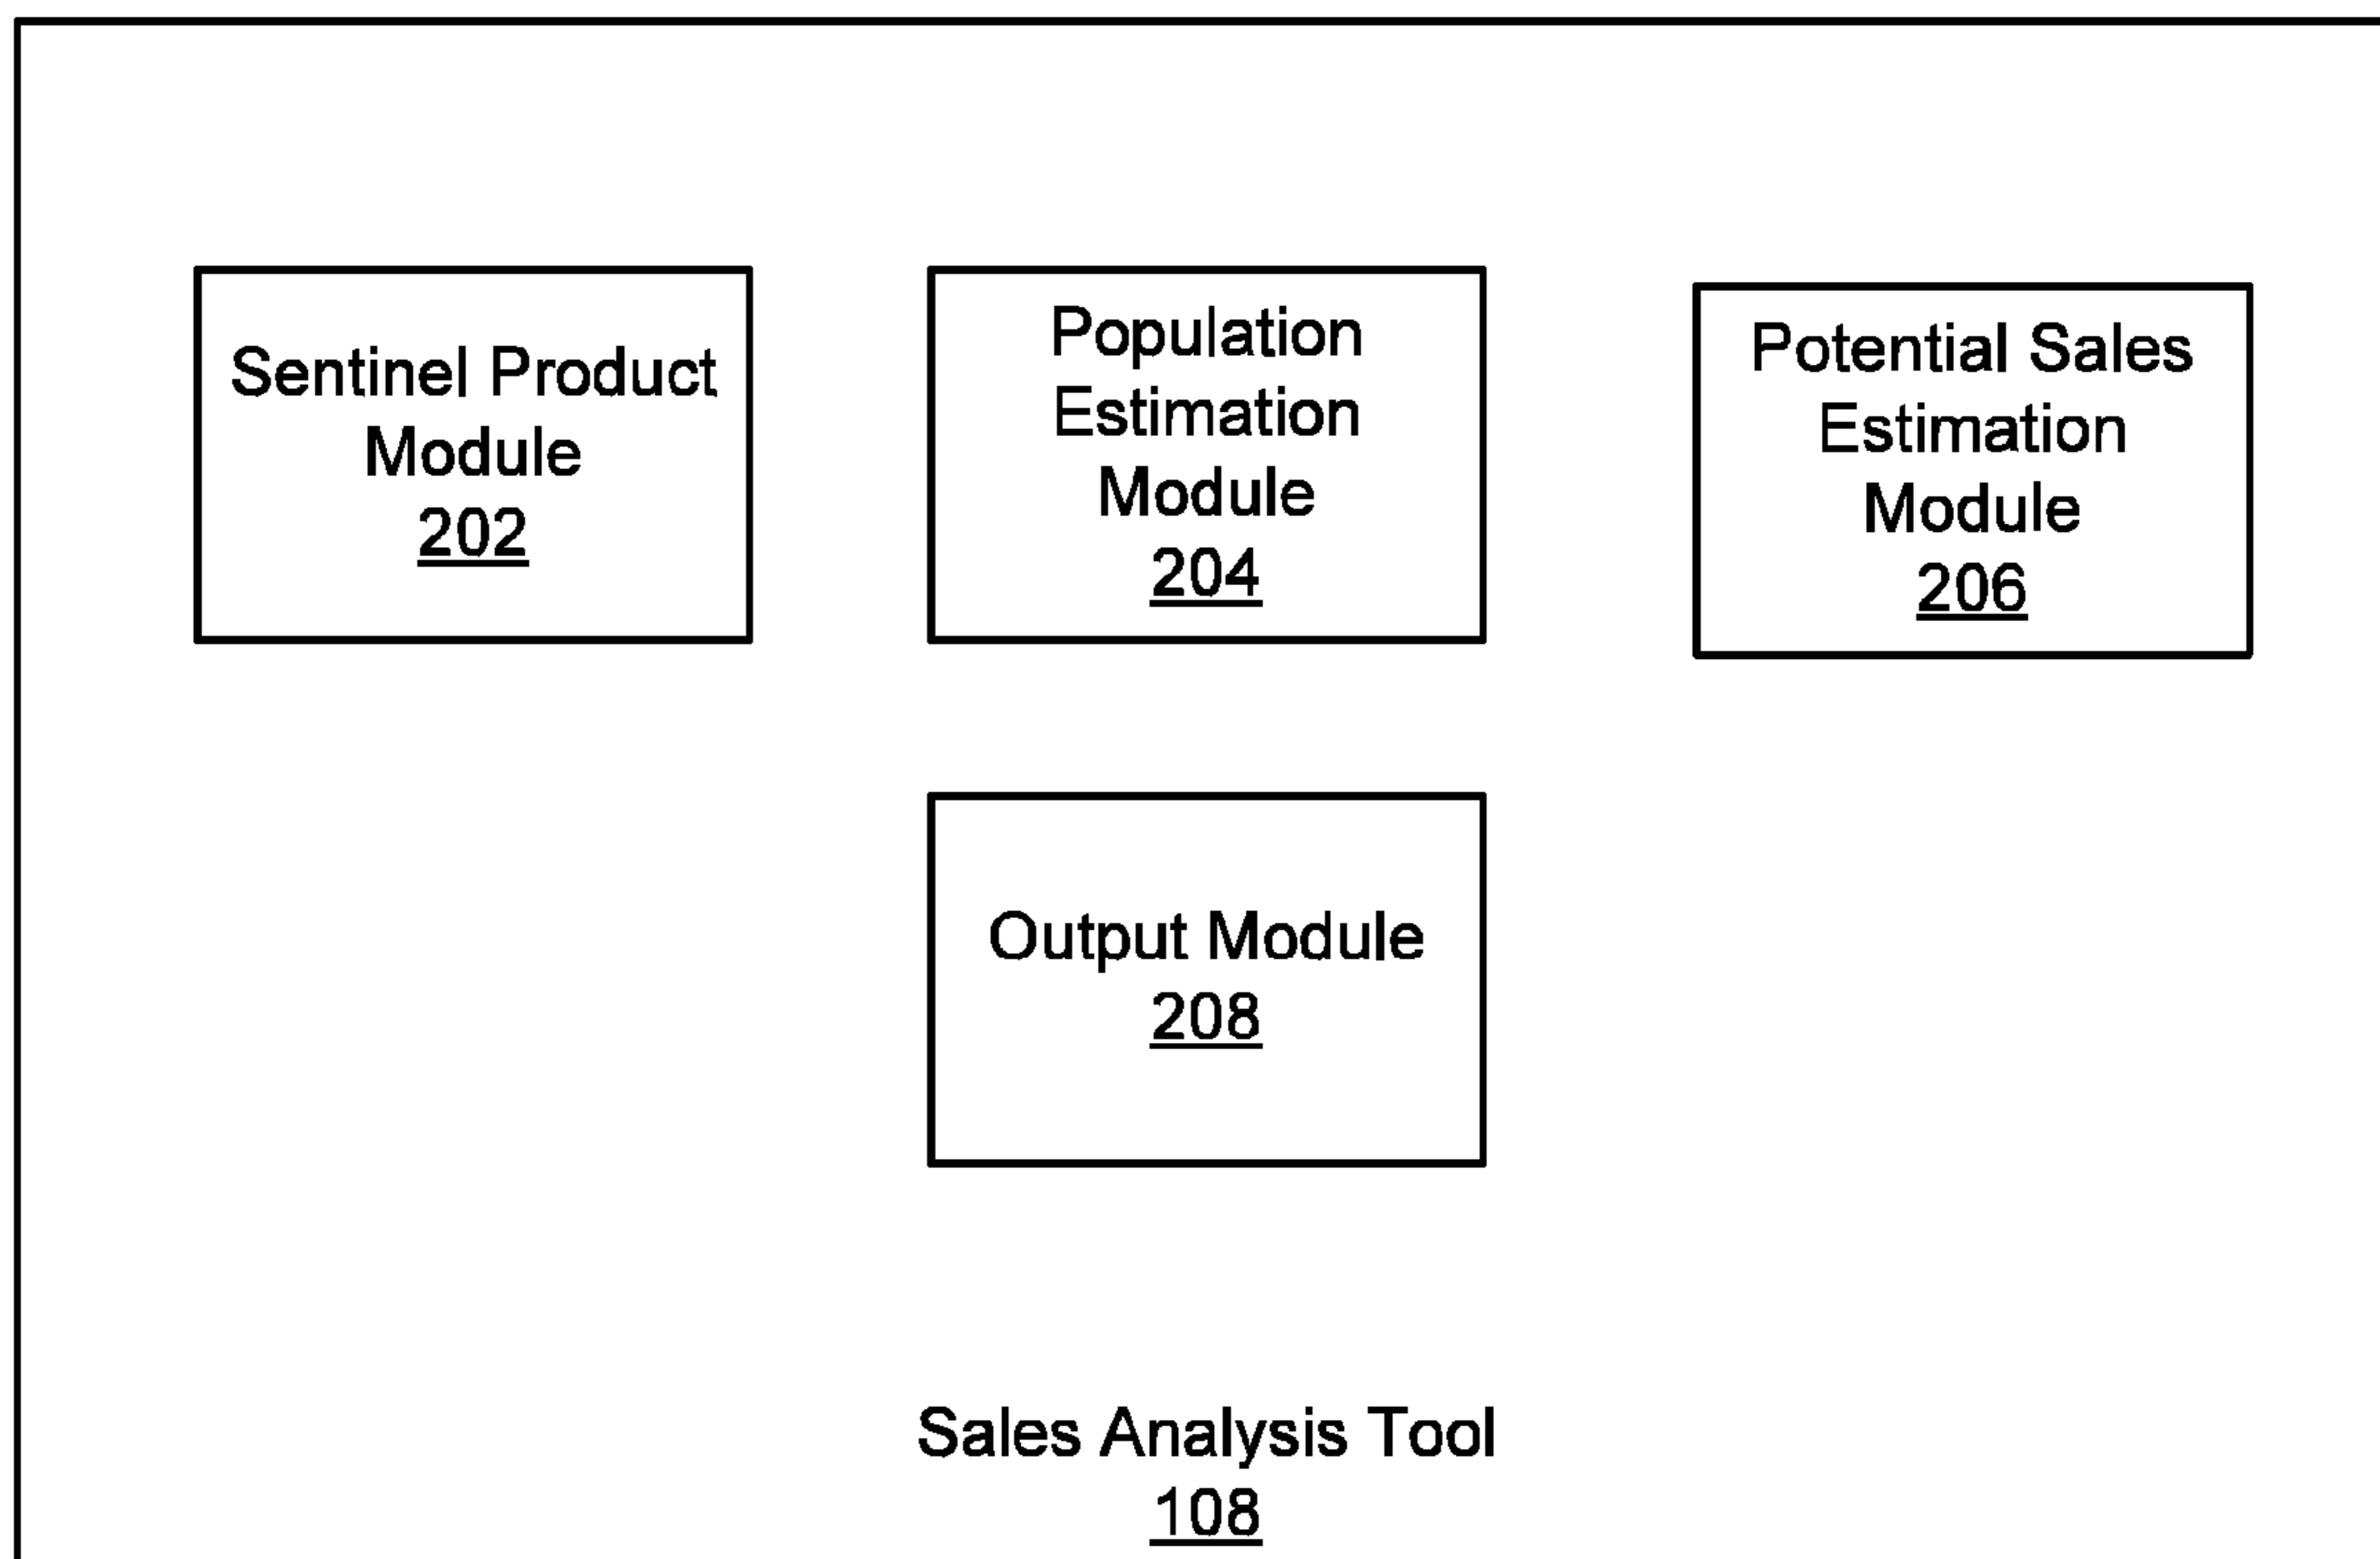 Sentinel Product
Module
202
Population
Estimation
Module
204
Potential Sales
Estimation
Module
206
Output Module
208
Sales Analysis Tool
108